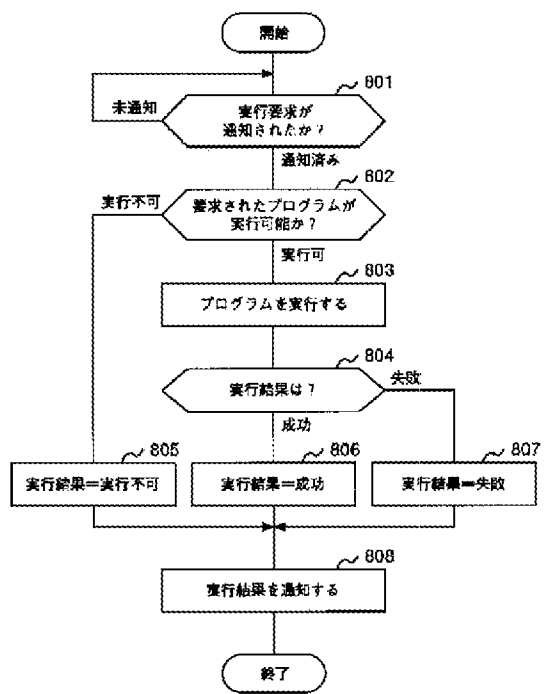 開始
801
実行要求が
通知されたか？
未通知
通知済み
802
要求されたプログラムが
実行可能か？
実行不可
実行可
803
プログラムを実行する
804
実行結果は？
失敗
成功
805
実行結果＝実行不可
806
実行結果＝成功
807
実行結果＝失敗
808
実行結果を通知する
終了